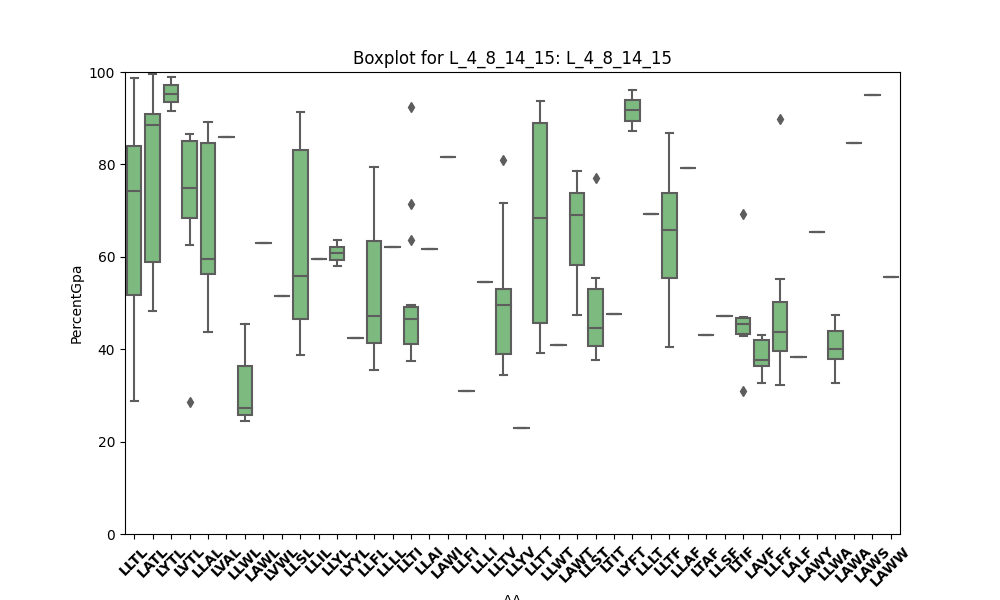 Boxplot for L_4_8_14_15: L_4_8_14_15
PercentGpa
100
80
60
40
20
0
LLTL
LATL
LYTL
LVTL
LLAL
LVAL
LLWL
LAWL
LVWL
LLSL
LLIL
LLYL
LYYL
LLFL
LLLL
LLTI
LLAI
LAWI
LLFI
LLLI
LLTV
LLYV
LLTT
LLWT
LAWT
LLST
LTIT
LYFT
LLLT
LLTF
LLAF
LTAF
LLSF
LTIF
LAVF
LLFF
LALF
LAWY
LLWA
LAWA
LAWS
LAWW
AA